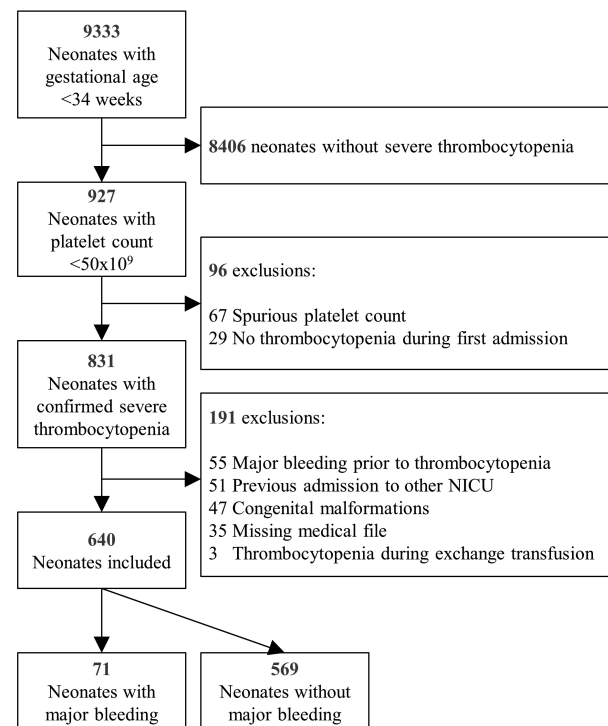 9333
Neonates with
gestational age
<34 weeks
8406 neonates without severe thrombocytopenia
927
Neonates with
platelet count
<50x10⁹
96 exclusions:
67 Spurious platelet count
29 No thrombocytopenia during first admission
831
Neonates with
confirmed severe
thrombocytopenia
191 exclusions:
55 Major bleeding prior to thrombocytopenia
51 Previous admission to other NICU
47 Congenital malformations
35 Missing medical file
3 Thrombocytopenia during exchange transfusion
640
Neonates included
71
Neonates with
major bleeding
569
Neonates without
major bleeding